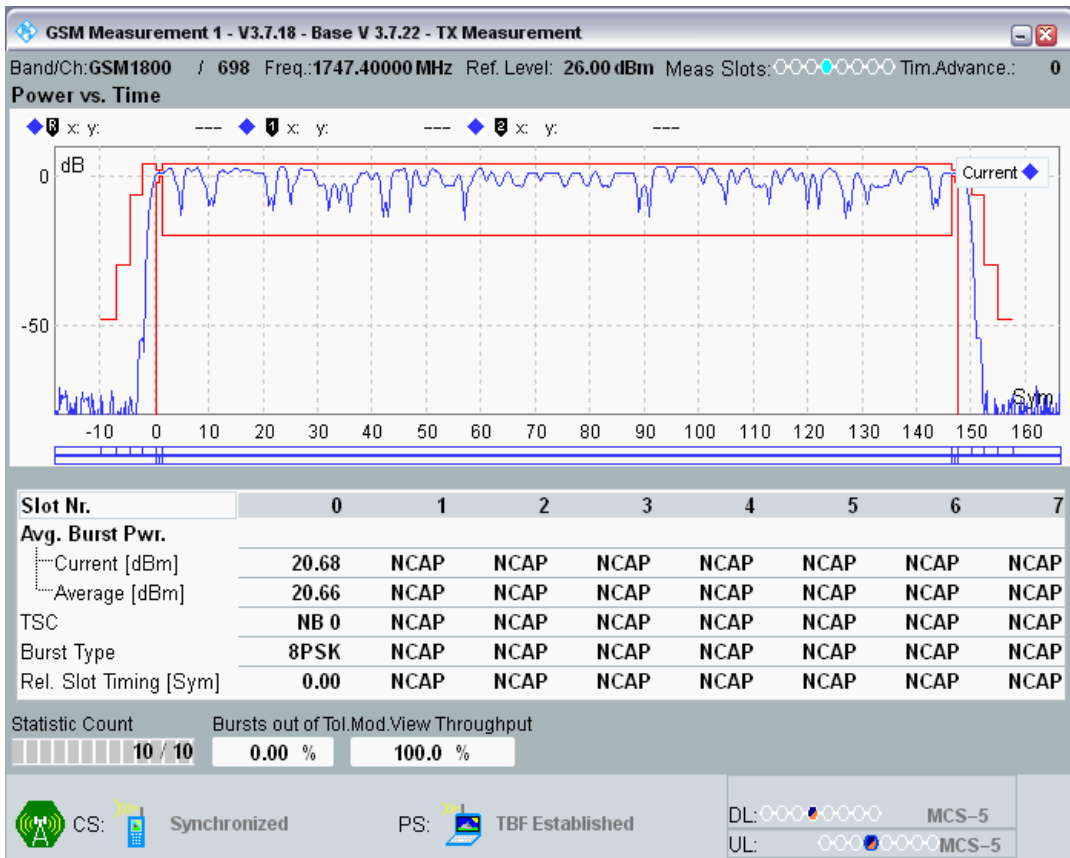 GSM Measurement 1 - V3.7.18 - Base V 3.7.22 - TX Measurement
Band/Ch:GSM1800 / 698 Freq.:1747.40000 MHz Ref. Level: 26.00 dBm Meas Slots: Tim.Advance.: 0
Power vs. Time
R x: y: --- 1 x: y: --- 2 x: y: ---
dB
Current
0
-50
Sym
-10 0 10 20 30 40 50 60 70 80 90 100 110 120 130 140 150 160
Slot Nr. 0 1 2 3 4 5 6 7
Avg. Burst Pwr.
Current [dBm] 20.68 NCAP NCAP NCAP NCAP NCAP NCAP NCAP
Average [dBm] 20.66 NCAP NCAP NCAP NCAP NCAP NCAP NCAP
TSC NB 0 NCAP NCAP NCAP NCAP NCAP NCAP NCAP
Burst Type 8PSK NCAP NCAP NCAP NCAP NCAP NCAP NCAP
Rel. Slot Timing [Sym] 0.00 NCAP NCAP NCAP NCAP NCAP NCAP NCAP
Statistic Count Bursts out of Tol.Mod.View Throughput
10 / 10 0.00 % 100.0 %
CS: Synchronized PS: TBF Established
DL: MCS-5
UL: MCS-5